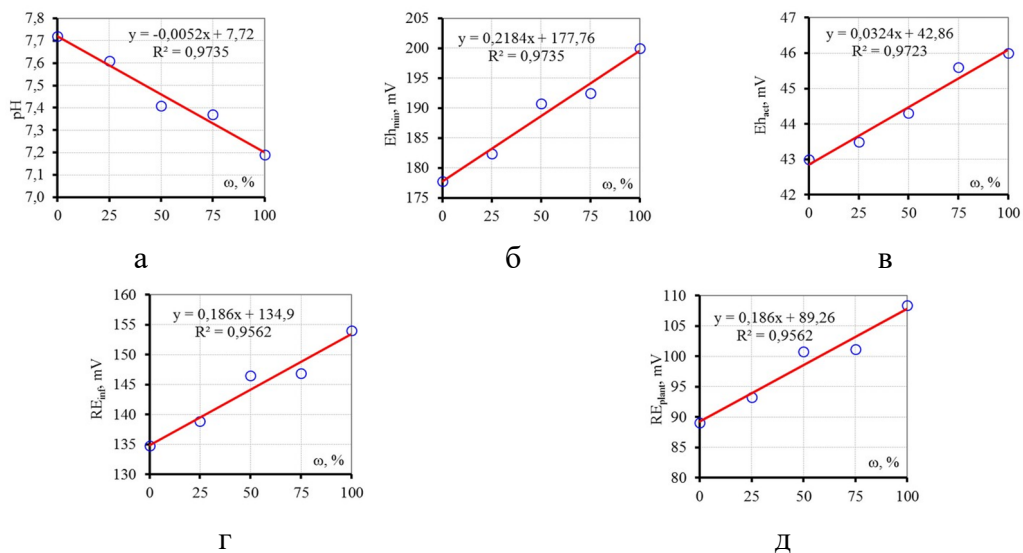 y = -0,0052x + 7,72
R² = 0,9735
7,8
7,7
7,6
7,5
7,4
7,3
7,2
7,1
7,0
pH
ω, %
0 25 50 75 100
а
y = 0,2184x + 177,76
R² = 0,9735
205
200
195
190
185
180
175
Ehmin, mV
ω, %
0 25 50 75 100
б
y = 0,0324x + 42,86
R² = 0,9723
47
46
45
44
43
42
Ehact, mV
ω, %
0 25 50 75 100
в
y = 0,186x + 134,9
R² = 0,9562
160
155
150
145
140
135
130
REinf, mV
ω, %
0 25 50 75 100
г
y = 0,186x + 89,26
R² = 0,9562
110
105
100
95
90
85
80
REplant, mV
ω, %
0 25 50 75 100
д